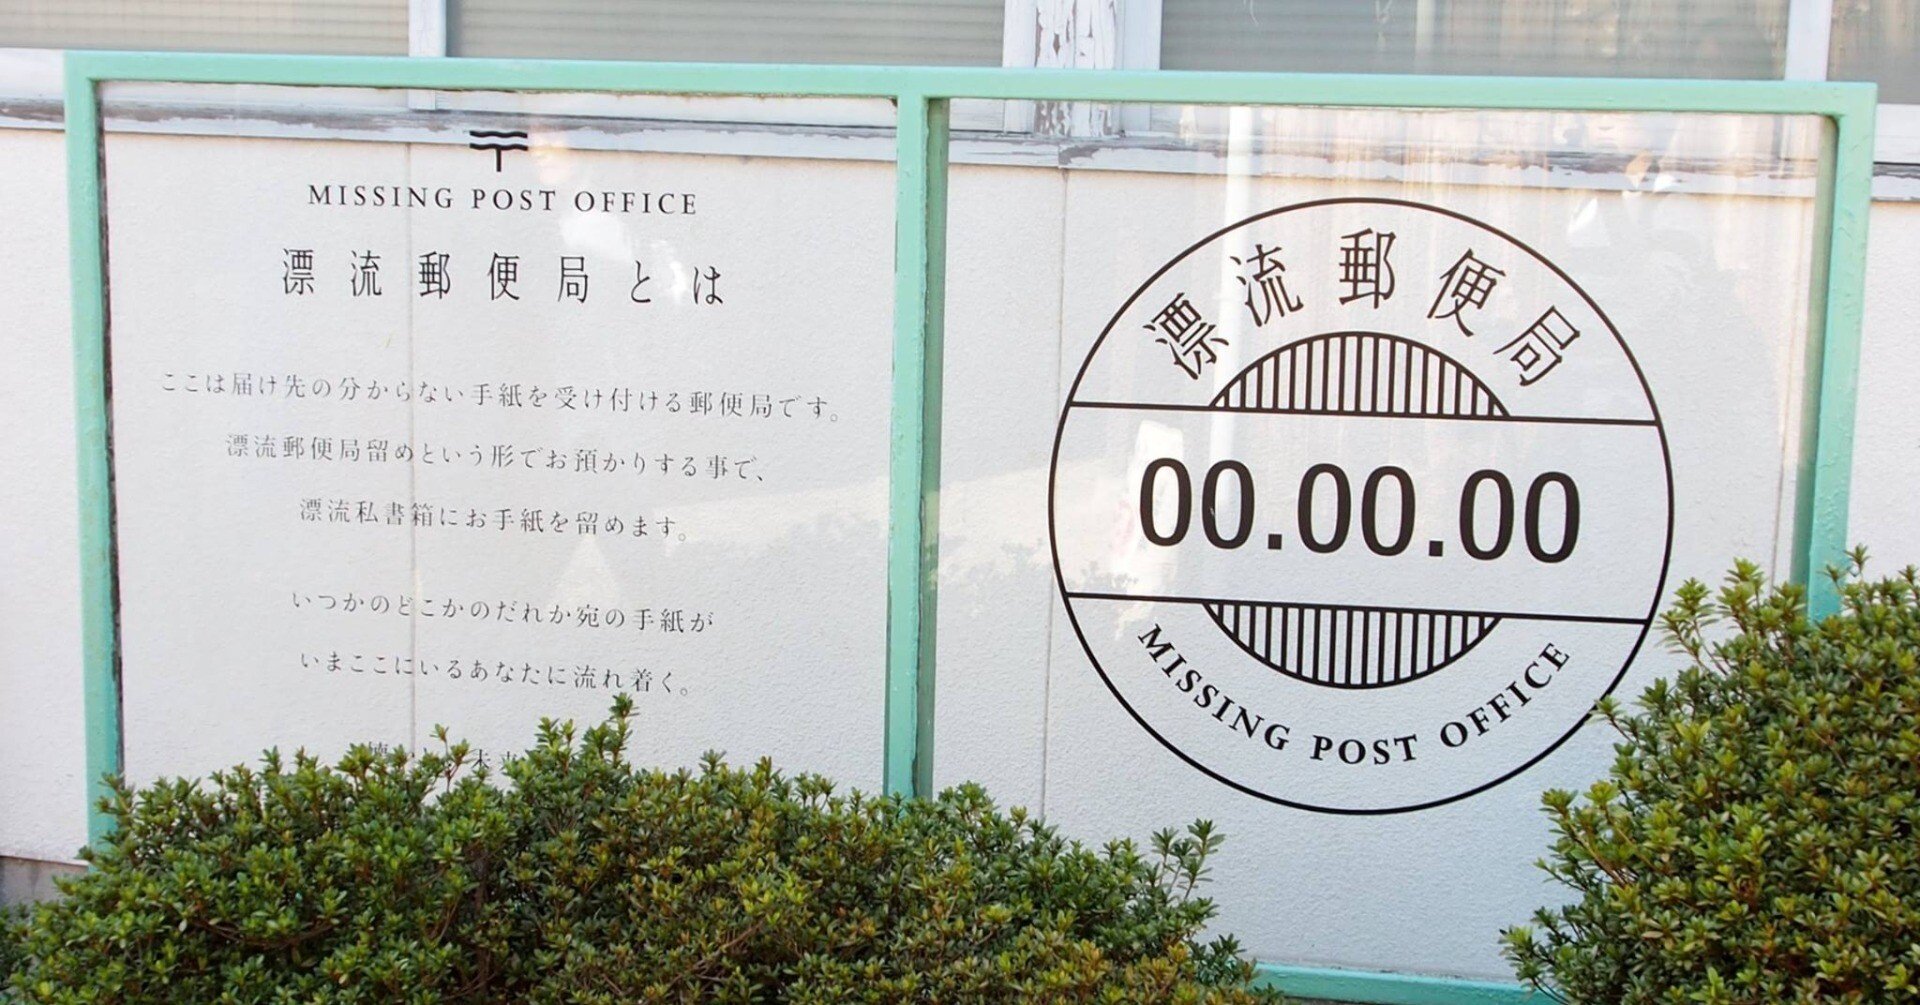 MISSING POST OFFICE
漂流郵便局とは
ここは届け先の分からない手紙を受け付ける郵便局です。
漂流郵便局留めという形でお預かりする事で、
漂流私書箱にお手紙を留めます。
いつかのどこかのだれか宛の手紙が
いまここにいるあなたに流れ着く。
漂流郵便局
00.00.00
MISSING POST OFFICE